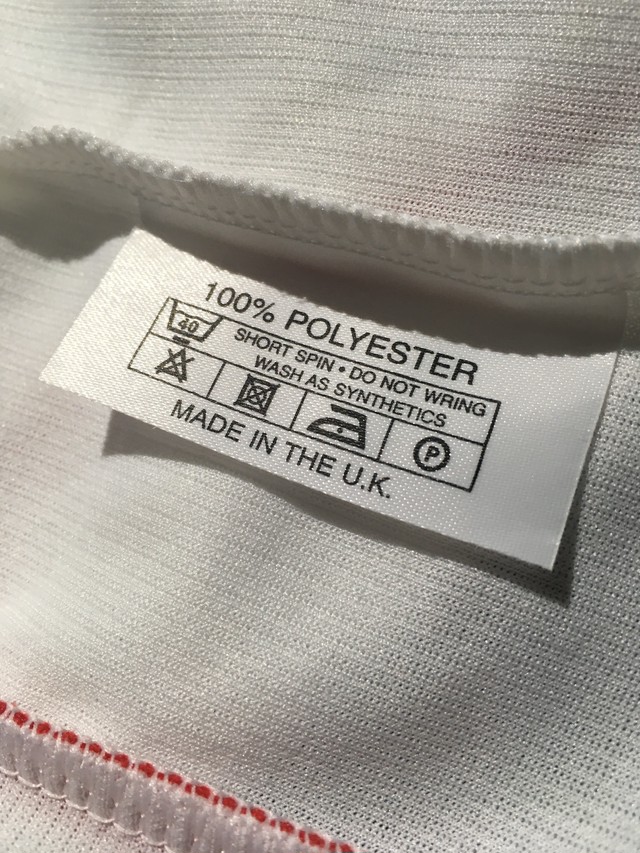 100% POLYESTER
40
SHORT SPIN • DO NOT WRING
WASH AS SYNTHETICS
P
MADE IN THE U.K.